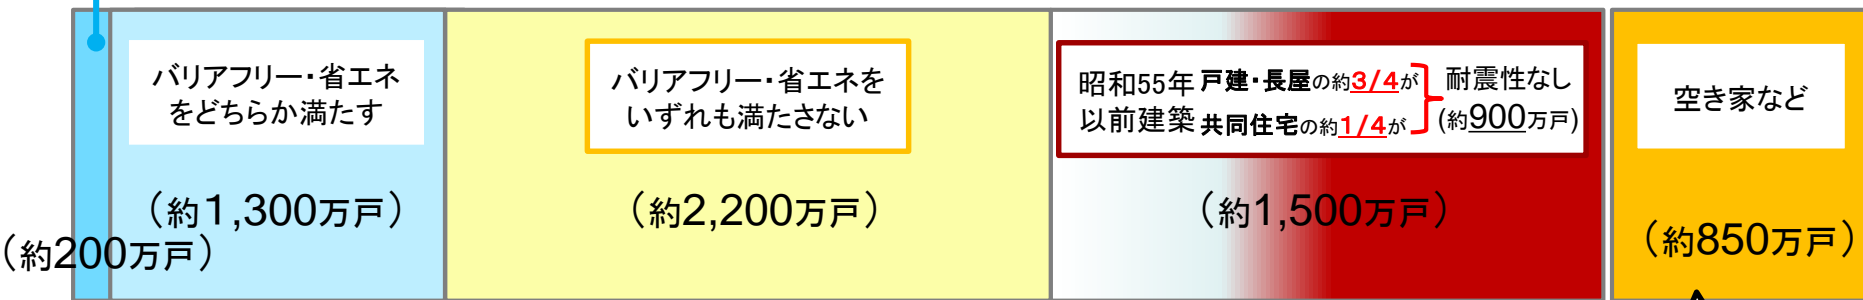 バリアフリー・省エネ
をどちらか満たす
(約1,300万戸)
(約200万戸)
バリアフリー・省エネを
いずれも満たさない
(約2,200万戸)
昭和55年
以前建築
戸建・長屋の約3/4が
共同住宅の約1/4が
耐震性なし
(約900万戸)
(約1,500万戸)
空き家など
(約850万戸)